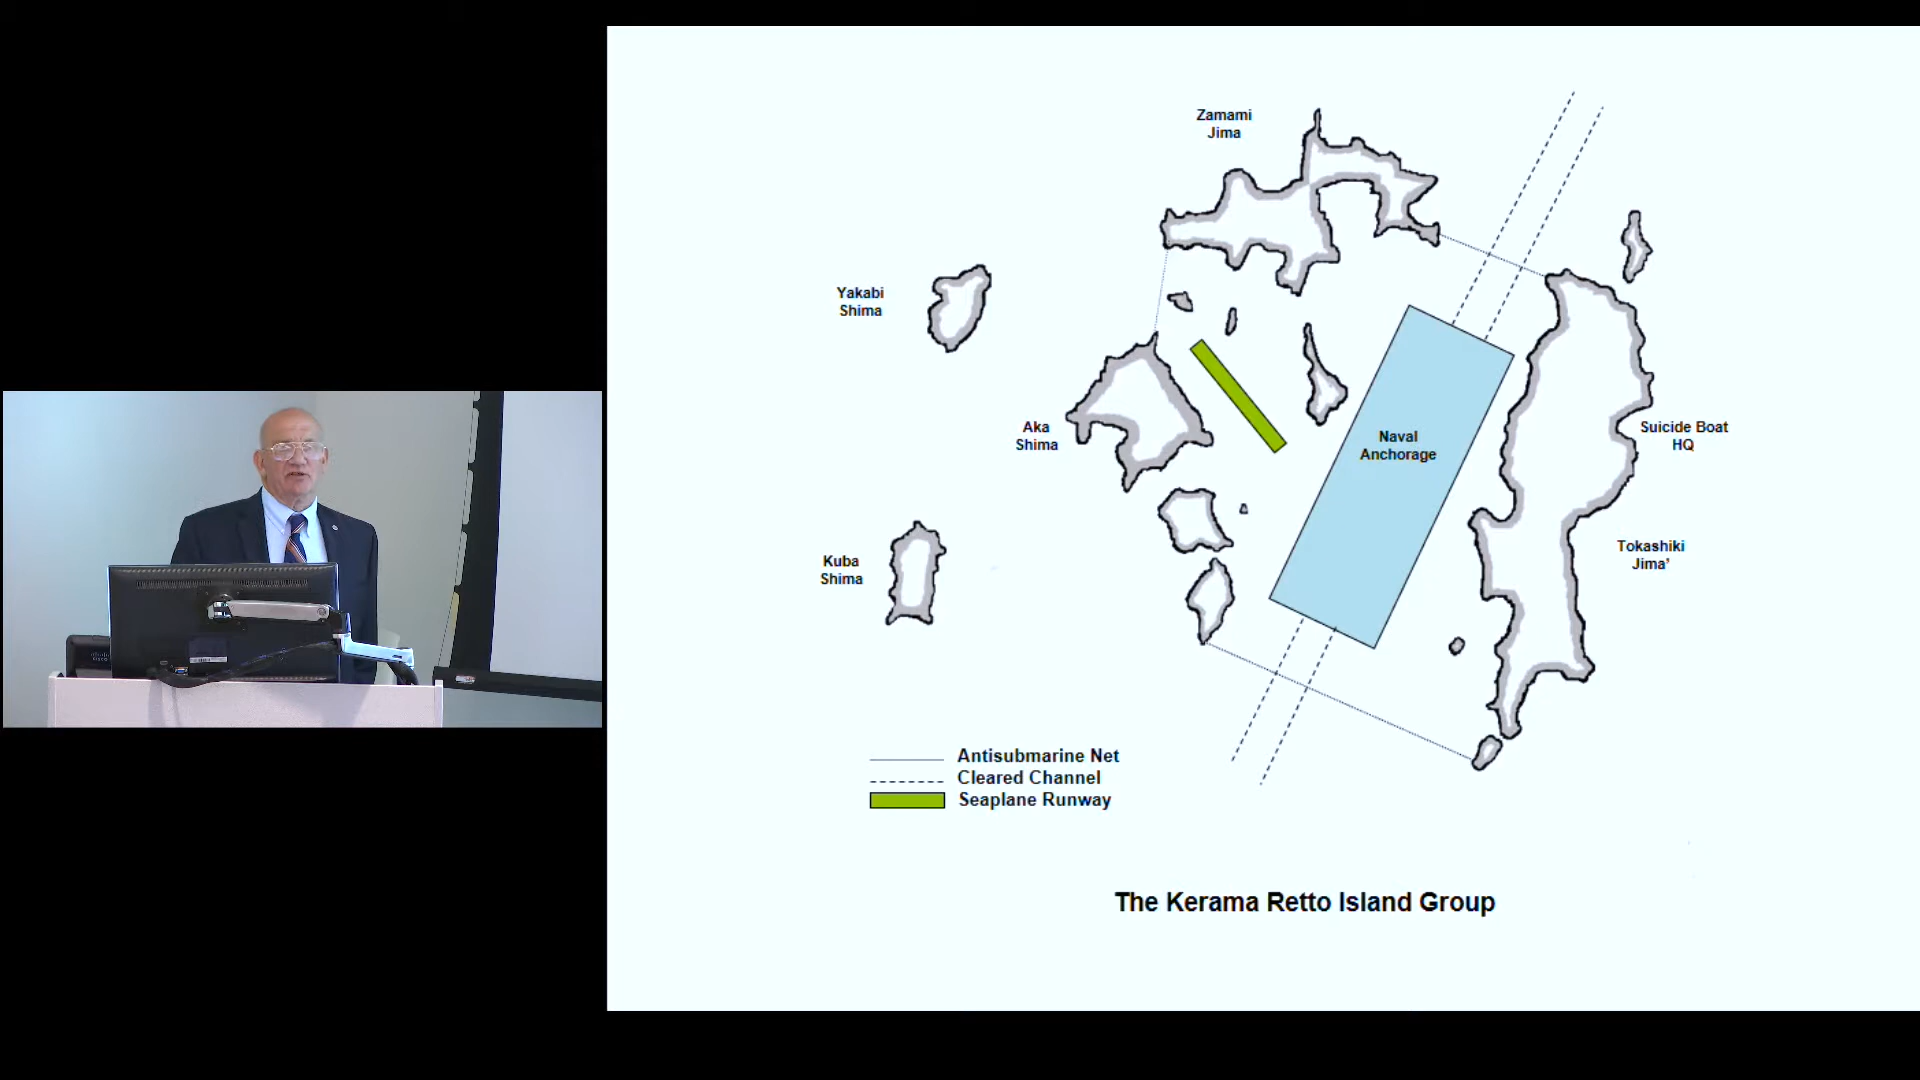 Zamami
Jima
Yakabi
Shima
Aka
Shima
Naval
Anchorage
Suicide Boat
HQ
Kuba
Shima
Tokashiki
Jima’
Antisubmarine Net
Cleared Channel
Seaplane Runway
The Kerama Retto Island Group